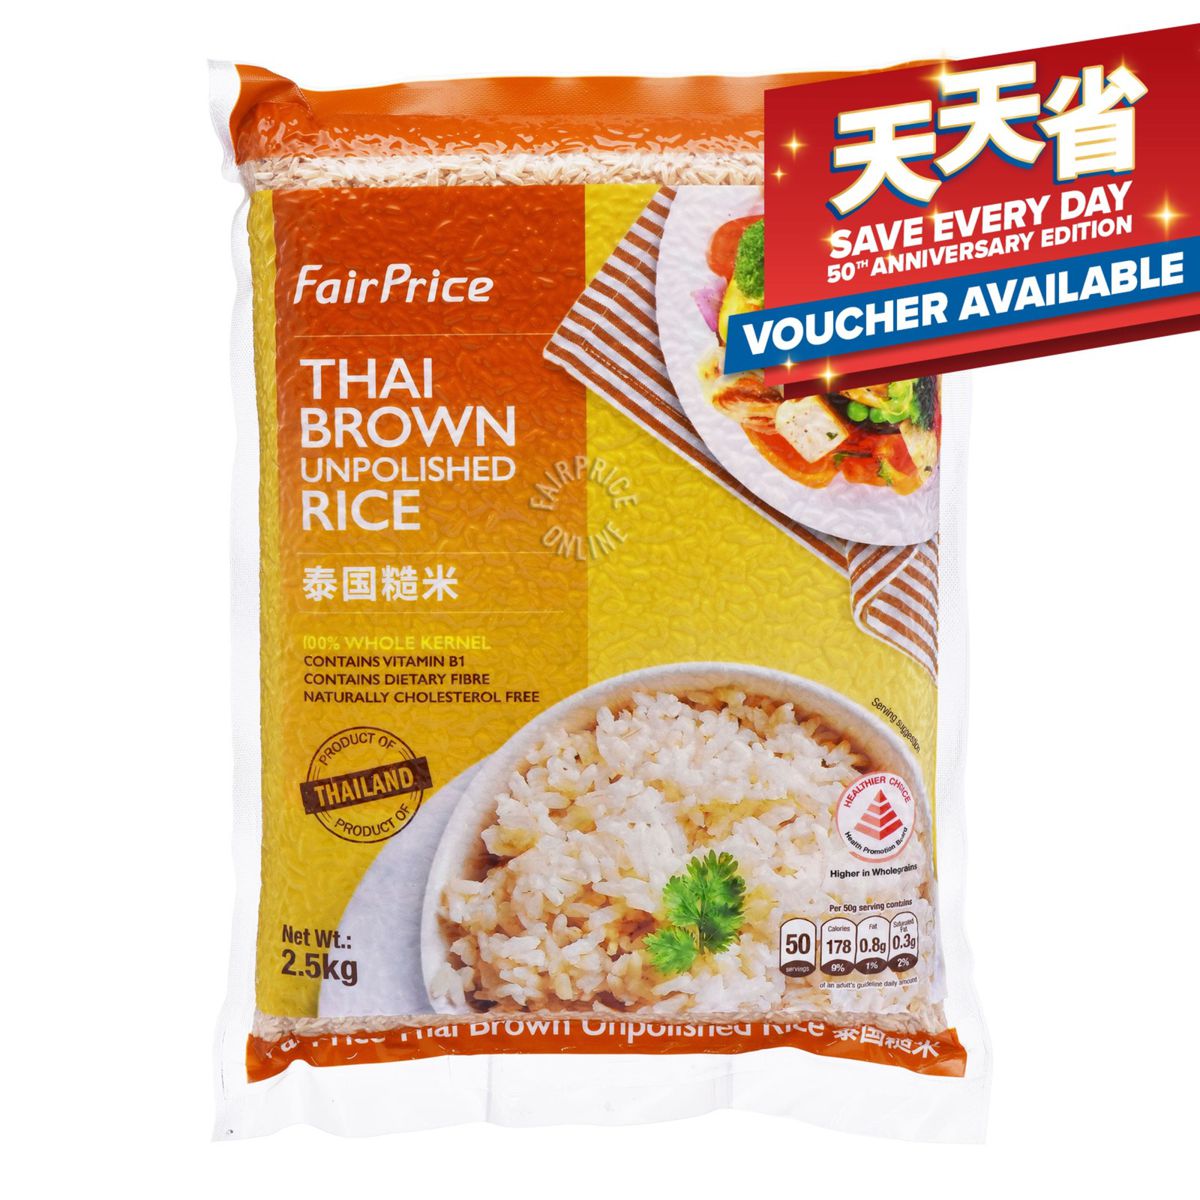 天天省
SAVE EVERY DAY
50TH ANNIVERSARY EDITION
VOUCHER AVAILABLE
FairPrice
THAI
BROWN
UNPOLISHED
RICE
泰国糙米
100% WHOLE KERNEL
CONTAINS VITAMIN B1
CONTAINS DIETARY FIBRE
NATURALLY CHOLESTEROL FREE
PRODUCT OF
THAILAND
PRODUCT OF
FAIRPRICE
ONLINE
Serving suggestion
HEALTHIER CHOICE
Health Promotion Board
Higher in Wholegrains
Per 50g serving contains
50
servings
Calories
178
9%
Fat
0.8g
1%
Saturated
Fat
0.3g
2%
of an adult's guideline daily amount
Net Wt.:
2.5kg
FairPrice Thai Brown Unpolished Rice 泰国糙米